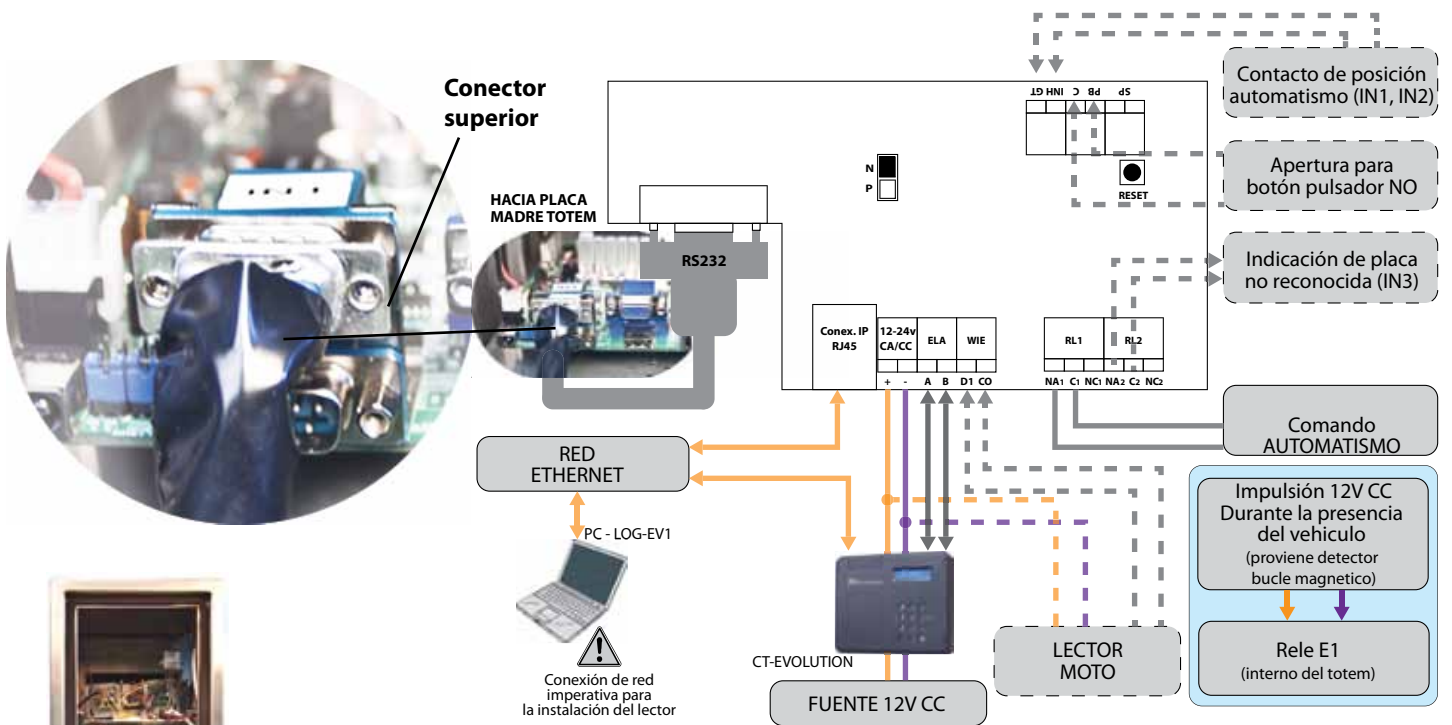 Conector
superior
HACIA PLACA
MADRE TOTEM
RS232
N
P
GT INH C PB SP
RESET
Contacto de posición
automatismo (IN1, IN2)
Apertura para
botón pulsador NO
Indicación de placa
no reconocida (IN3)
Conex. IP
RJ45
12-24v
CA/CC
ELA
WIE
RL1
RL2
+ - A B D1 CO
NA1 C1 NC1 NA2 C2 NC2
Comando
AUTOMATISMO
RED
ETHERNET
PC - LOG-EV1
Conexión de red
imperativa para
la instalación del lector
CT-EVOLUTION
FUENTE 12V CC
LECTOR
MOTO
Impulsión 12V CC
Durante la presencia
del vehiculo
(proviene detector
bucle magnetico)
Rele E1
(interno del totem)